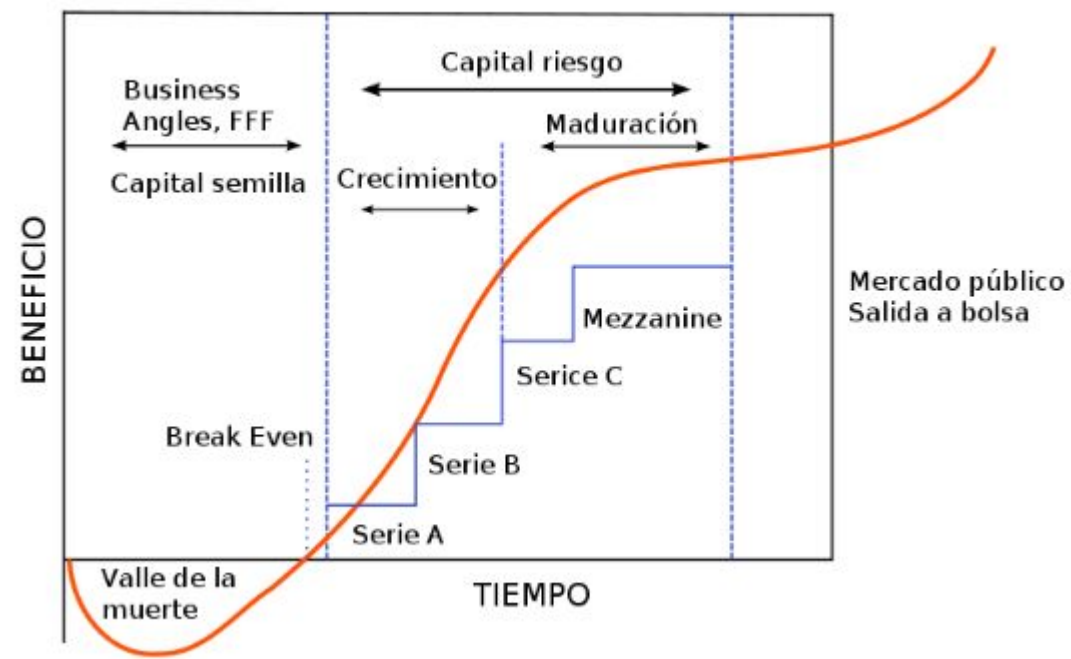 Capital riesgo
Business
Angles, FFF
Maduración
Capital semilla
Crecimiento
BENEFICIO
Mercado público
Salida a bolsa
Mezzanine
Serice C
Break Even
Serie B
Serie A
Valle de la
muerte
TIEMPO